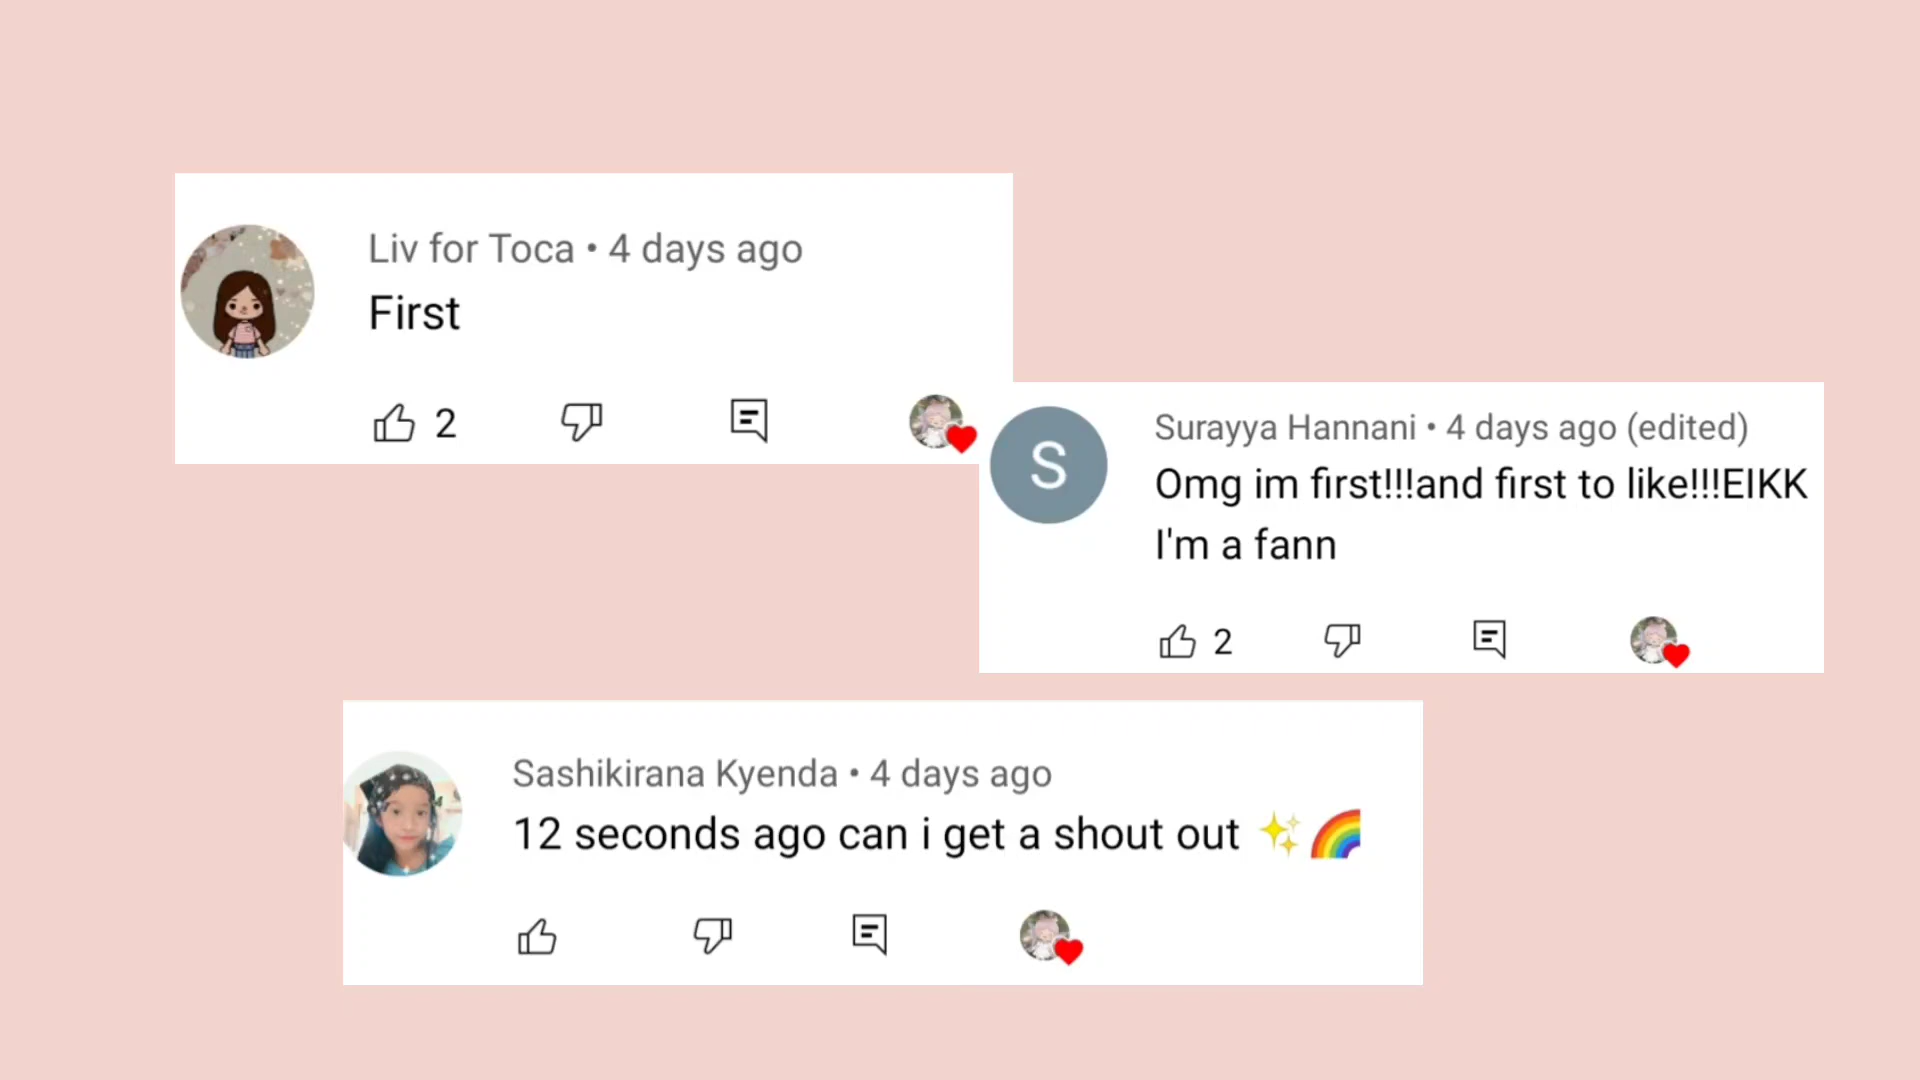 Liv for Toca • 4 days ago
First
2
S
Surayya Hannani • 4 days ago (edited)
Omg im first!!!and first to like!!!EIKK
I'm a fann
2
Sashikirana Kyenda • 4 days ago
12 seconds ago can i get a shout out ✨🌈